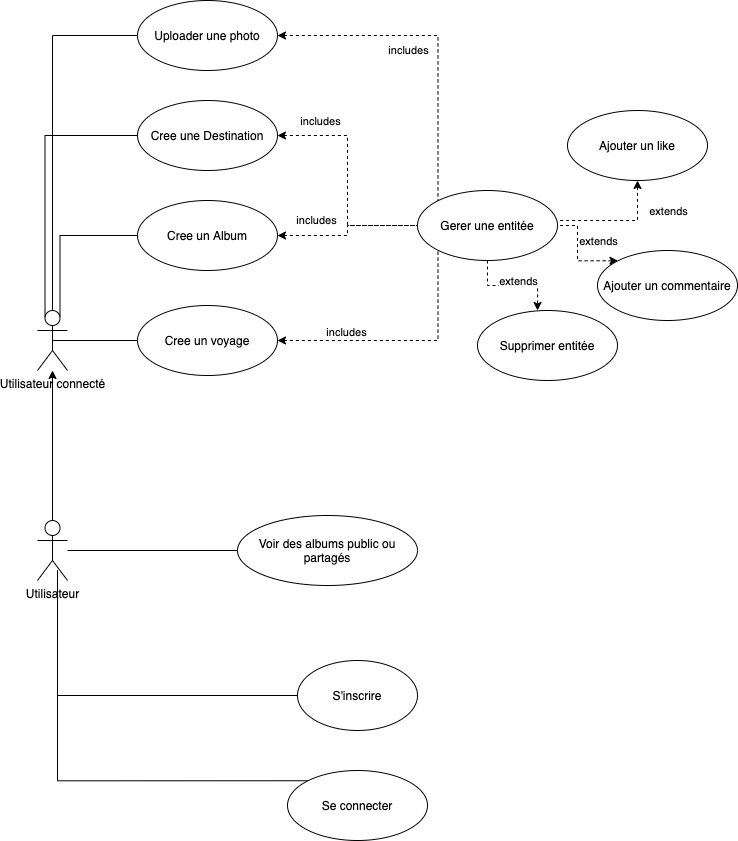 Uploader une photo
includes
Cree une Destination
includes
Ajouter un like
Cree un Album
includes
Gerer une entitée
extends
extends
Ajouter un commentaire
extends
Cree un voyage
includes
Supprimer entitée
Utilisateur connecté
Voir des albums public ou
partagés
Utilisateur
S'inscrire
Se connecter